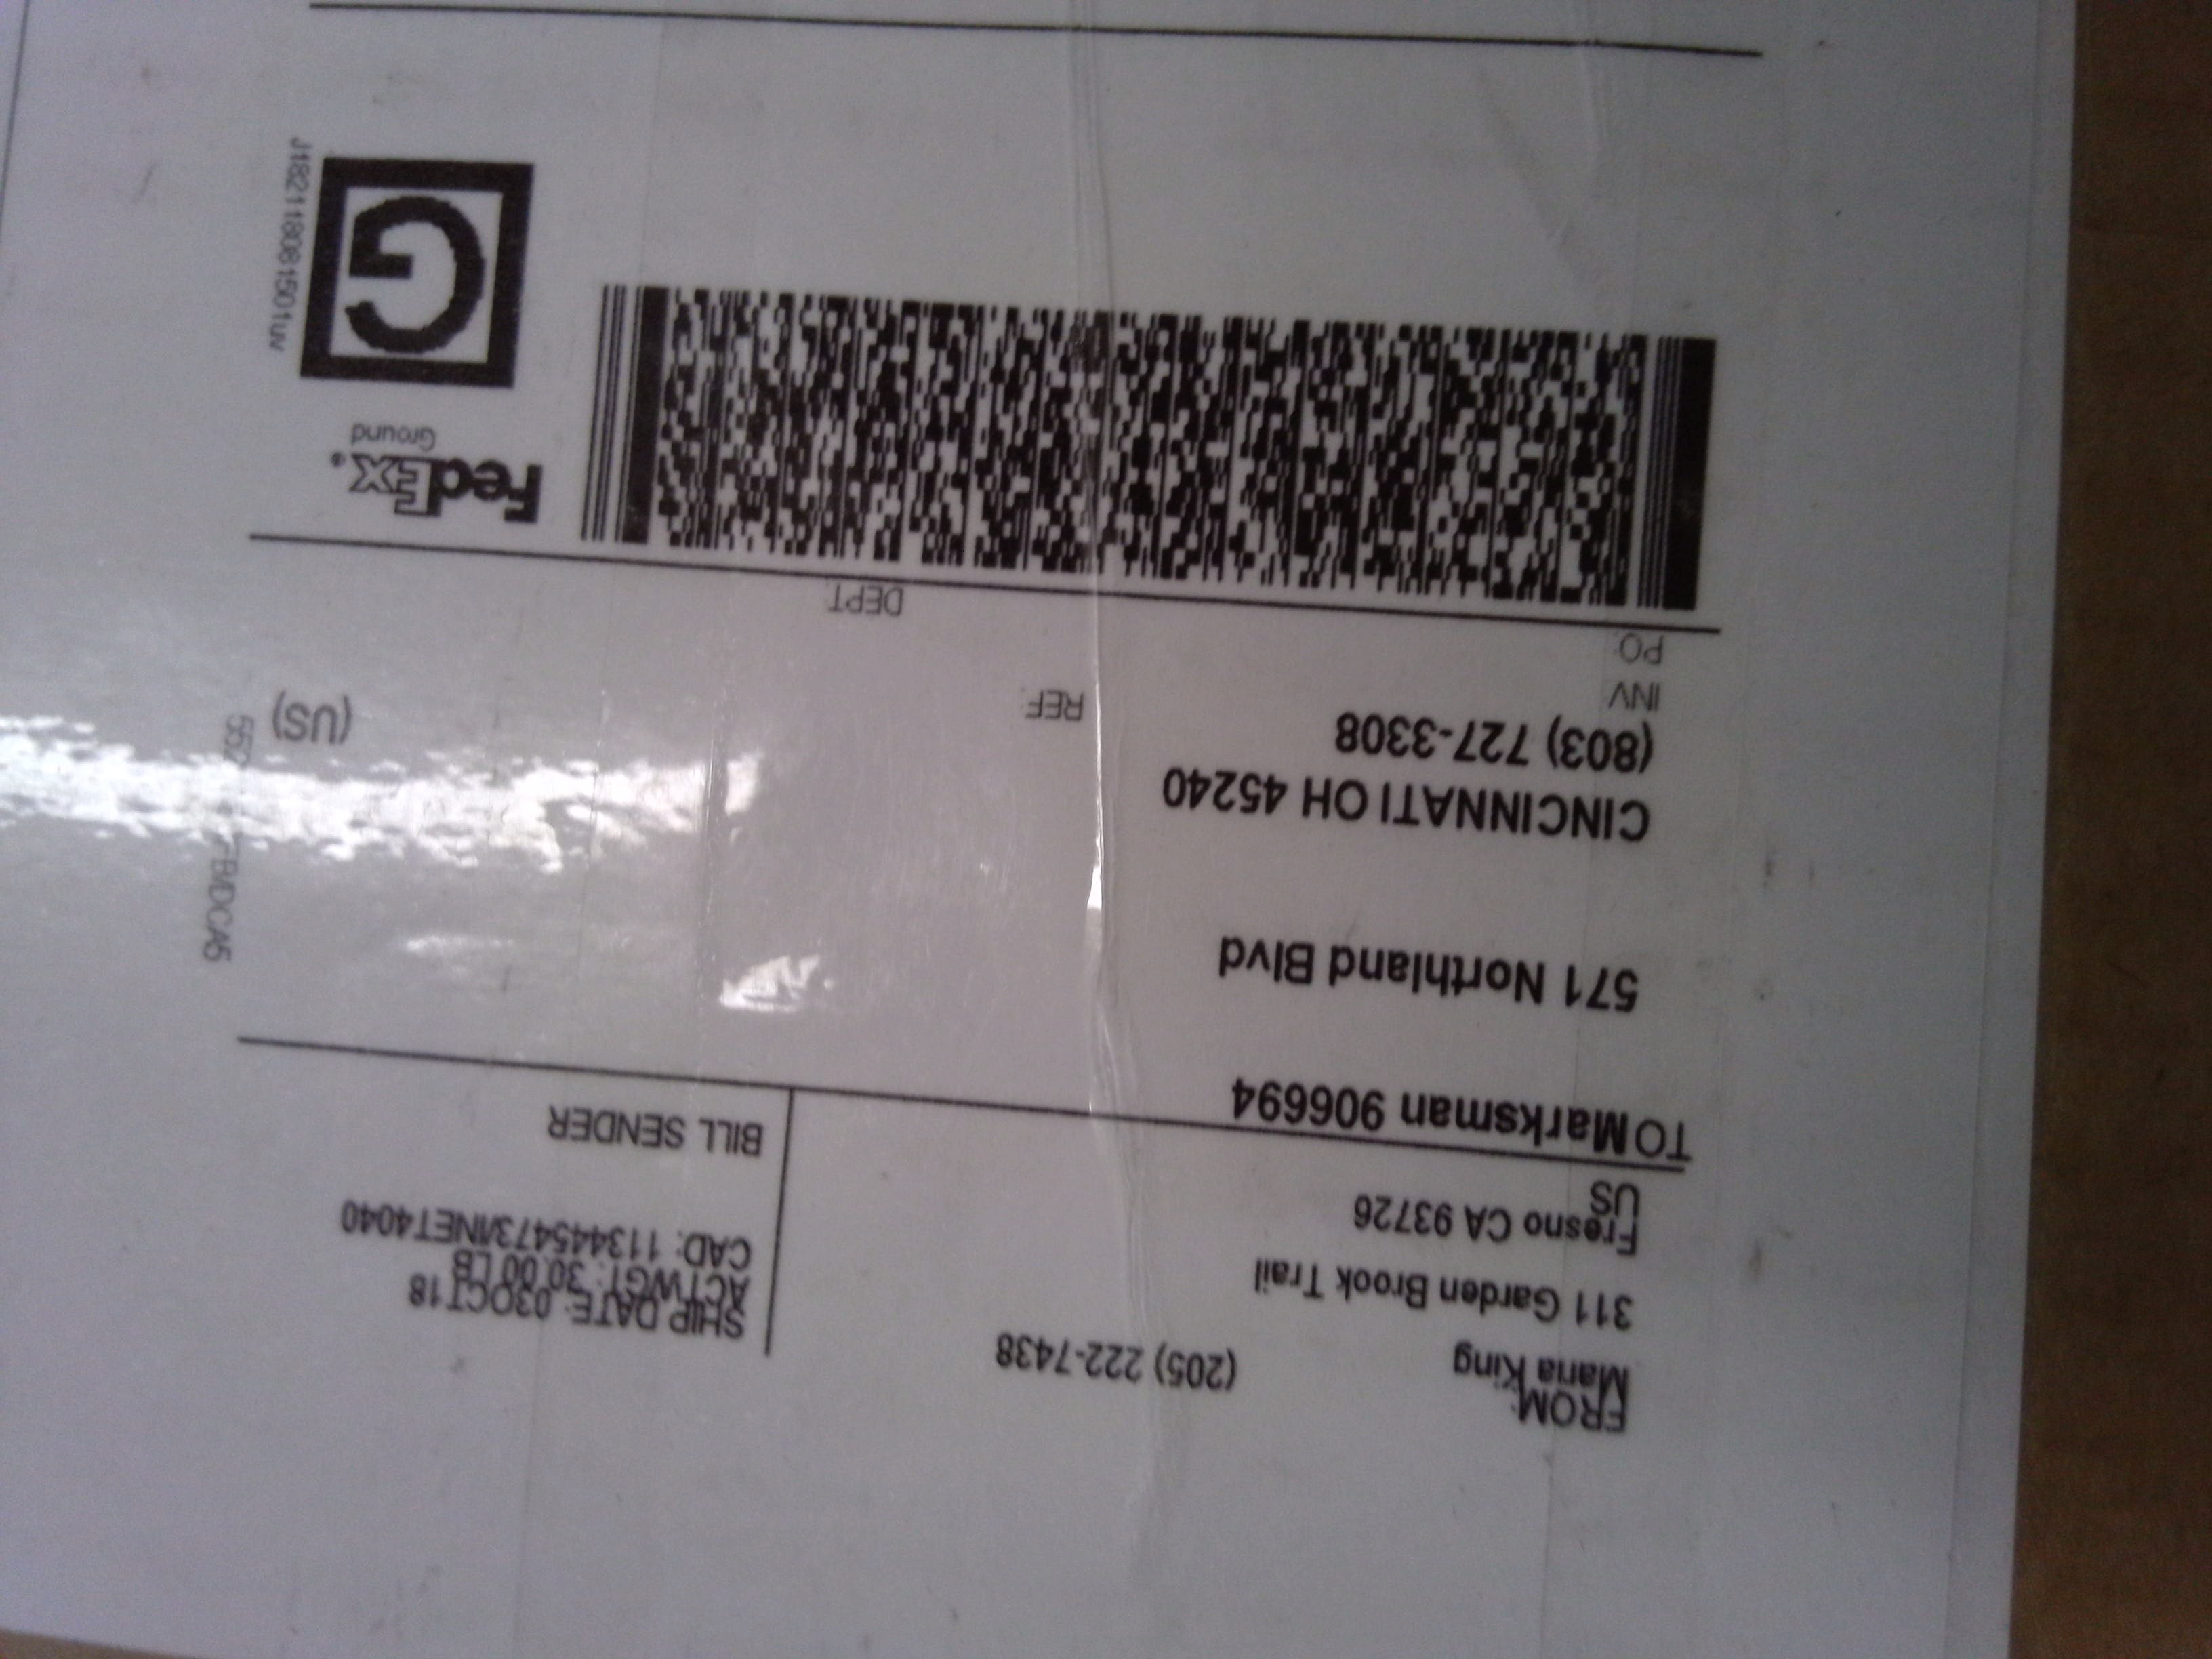 FROM:
Maria King
(205) 222-7438
311 Garden Brook Trail
Fresno CA 93726
US
SHIP DATE: 03OCT18
ACTWGT: 30.00 LB
CAD: 113445473/INET4040
BILL SENDER
TO Marksman 906694
571 Northland Blvd
CINCINNATI OH 45240
(803) 727-3308
INV
REF:
PO:
DEPT:
(US)
FedEx®
Ground
G
J182118081501uv